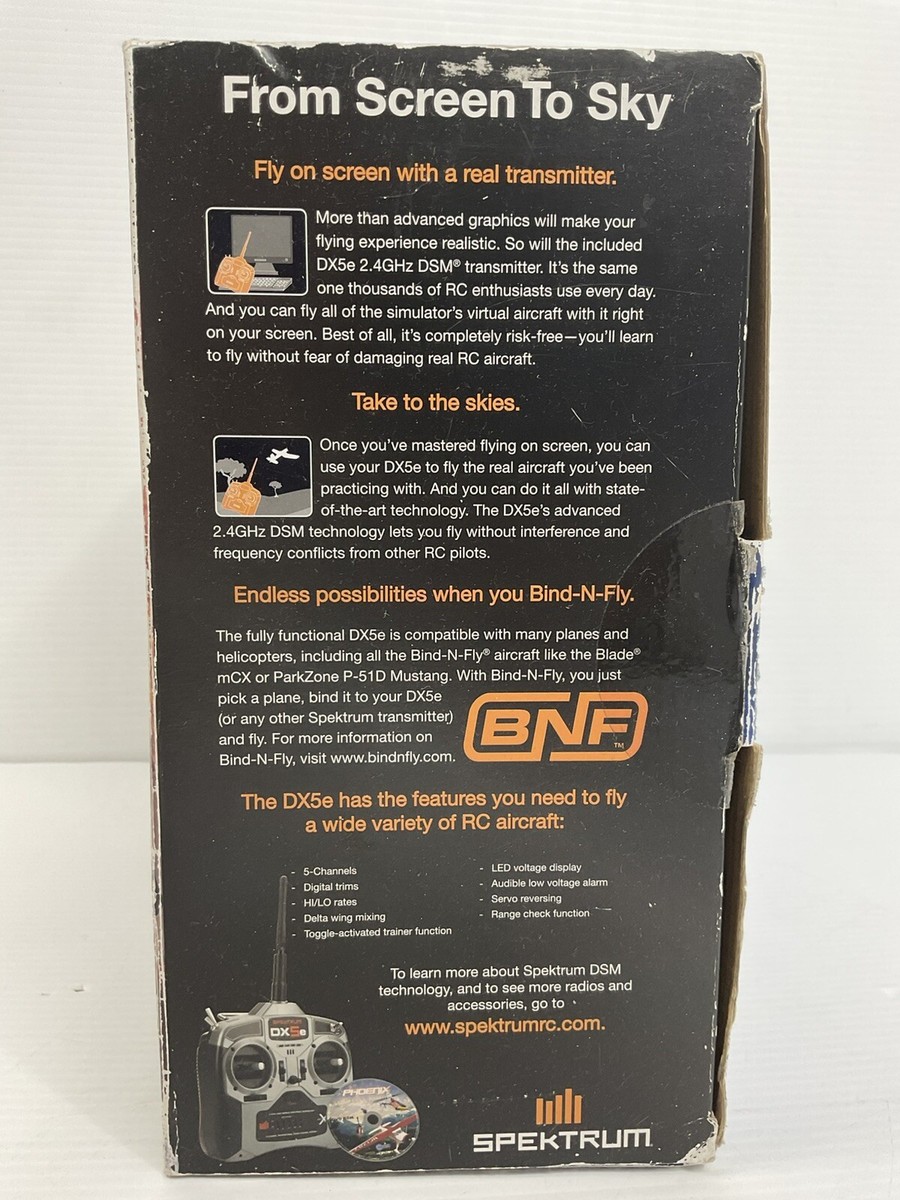 From Screen To Sky
Fly on screen with a real transmitter.
More than advanced graphics will make your
flying experience realistic. So will the included
DX5e 2.4GHz DSM® transmitter. It's the same
one thousands of RC enthusiasts use every day.
And you can fly all of the simulator's virtual aircraft with it right
on your screen. Best of all, it's completely risk-free—you'll learn
to fly without fear of damaging real RC aircraft.
Take to the skies.
Once you've mastered flying on screen, you can
use your DX5e to fly the real aircraft you've been
practicing with. And you can do it all with state-
of-the-art technology. The DX5e's advanced
2.4GHz DSM technology lets you fly without interference and
frequency conflicts from other RC pilots.
Endless possibilities when you Bind-N-Fly.
The fully functional DX5e is compatible with many planes and
helicopters, including all the Bind-N-Fly® aircraft like the Blade®
mCX or ParkZone P-51D Mustang. With Bind-N-Fly, you just
pick a plane, bind it to your DX5e
(or any other Spektrum transmitter)
and fly. For more information on
Bind-N-Fly, visit www.bindnfly.com.
BNF™
The DX5e has the features you need to fly
a wide variety of RC aircraft:
- 5-Channels
- Digital trims
- HI/LO rates
- Delta wing mixing
- Toggle-activated trainer function
- LED voltage display
- Audible low voltage alarm
- Servo reversing
- Range check function
To learn more about Spektrum DSM
technology, and to see more radios and
accessories, go to
www.spektrumrc.com.
SPEKTRUM
DX5e
PHOENIX
SPEKTRUM